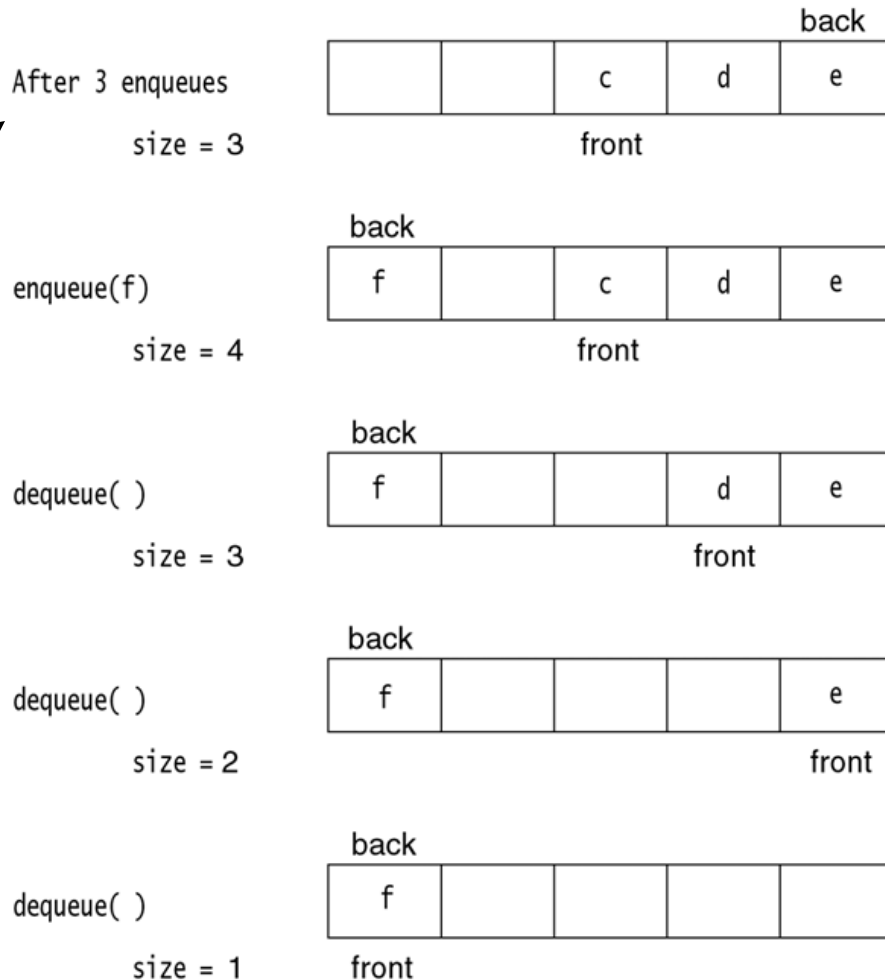 back
After 3 enqueues c d e
size = 3 front
back
enqueue(f) f c d e
size = 4 front
back
dequeue( ) f d e
size = 3 front
back
dequeue( ) f e
size = 2 front
back
dequeue( ) f
size = 1 front